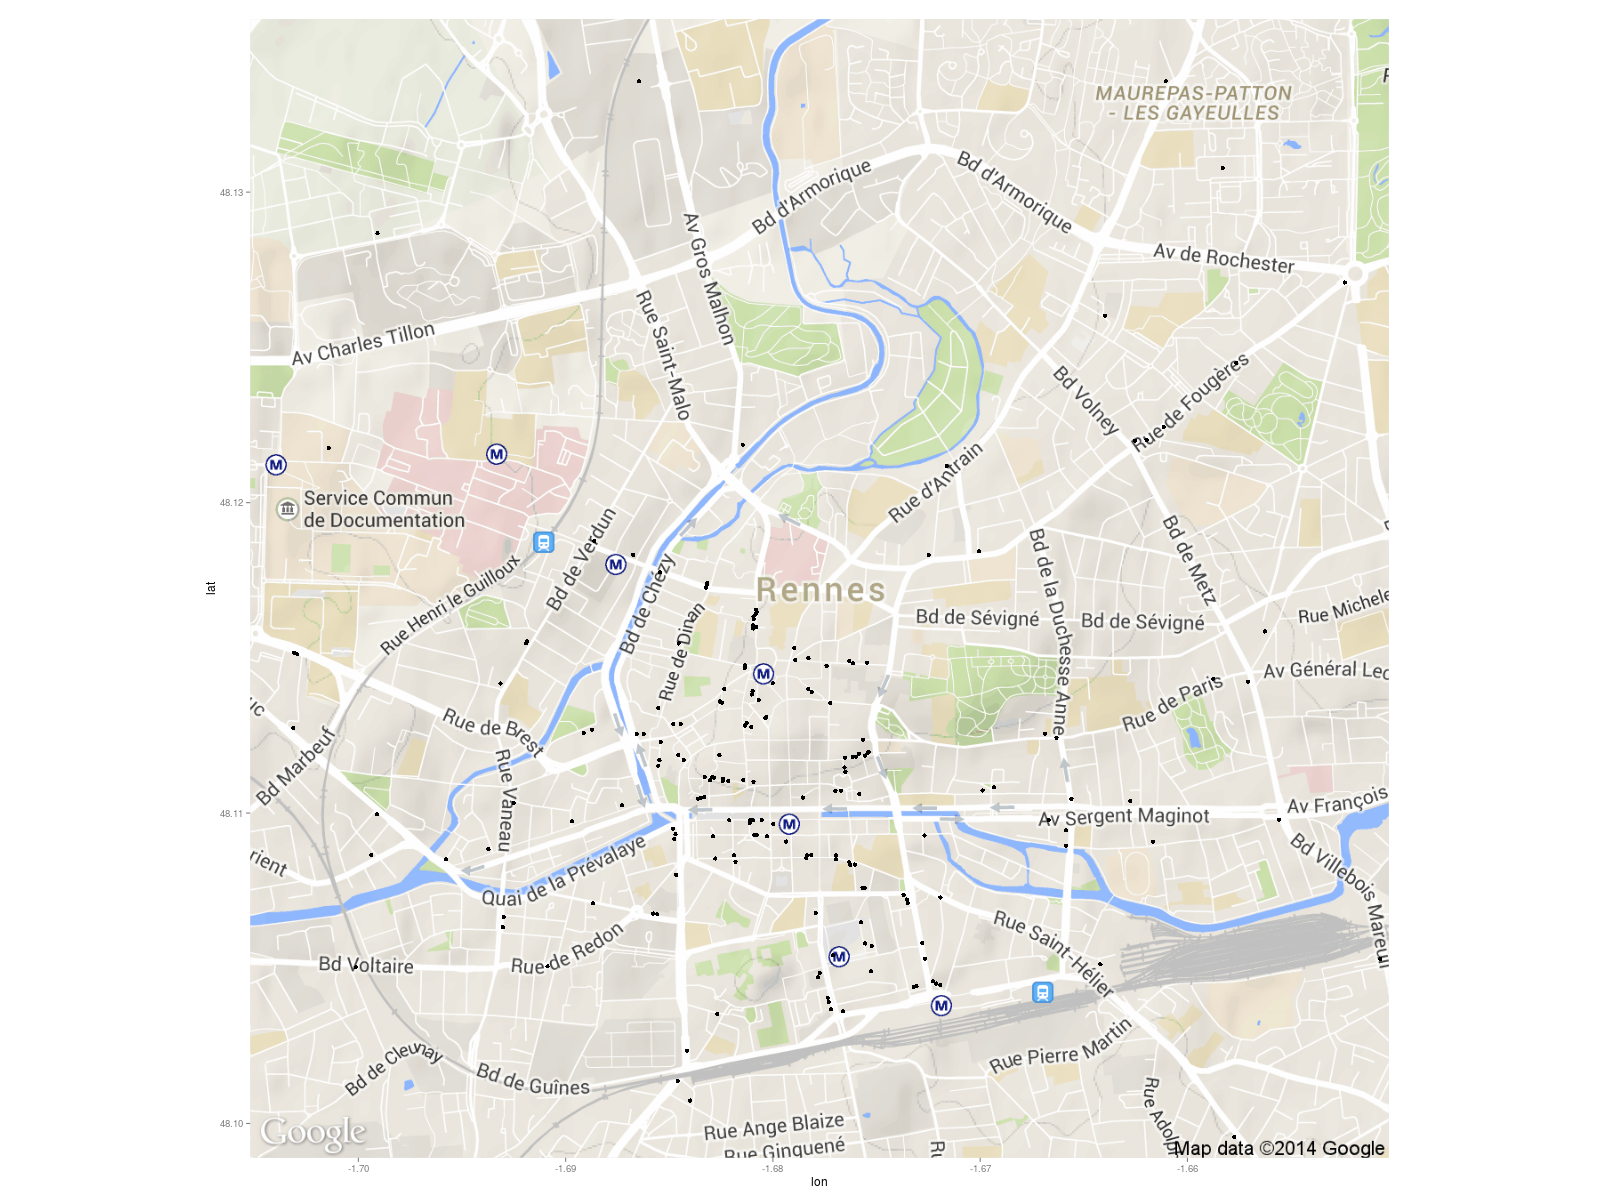 MAUREPAS-PATTON
- LES GAYEULLES
Bd d'Armorique
Bd d'Armorique
48.13
Av Gros Malhon
Av de Rochester
Rue Saint-Malo
Av Charles Tillon
Bd Volney
Rue de Fougères
M
M
Rue d'Antrain
48.12
Service Commun
de Documentation
Bd de Verdun
Bd de Metz
Bd de la Duchesse Anne
M
Rue Henri le Guilloux
Bd de Chézy
Rennes
lat
Rue de Dinan
Bd de Sévigné
Bd de Sévigné
Rue Michele
M
Av Général Lec
Rue de Paris
uc
Rue de Brest
Bd Marbeuf
Rue Vaneau
48.11
Av François
M
Av Sergent Maginot
rient
Quai de la Prévalaye
Bd Villebois Mareuil
Rue Saint-Hélier
Rue de Redon
Bd Voltaire
M
M
Rue Pierre Martin
Bd de Cleunay
Bd de Guînes
Rue Adolp
48.10
Google
Rue Ange Blaize
Rue Ginguené
Ru
Map data ©2014 Google
-1.70
-1.69
-1.68
-1.67
-1.66
lon